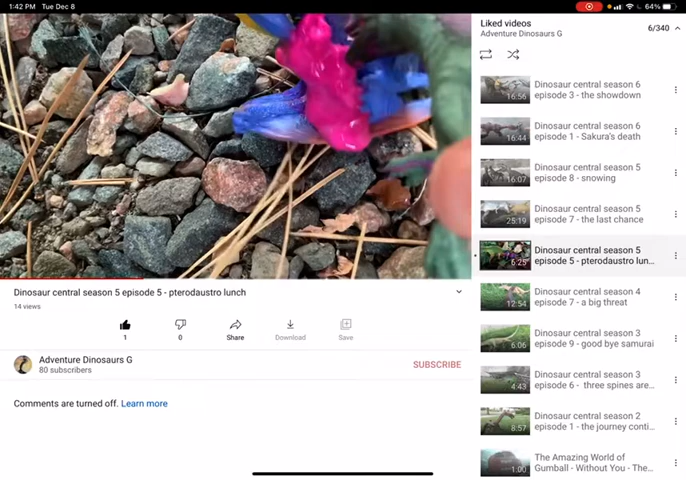 1:42 PM Tue Dec 8
64%
Dinosaur central season 5 episode 5 - pterodaustro lunch
14 views
1
0
Share
Download
Save
Adventure Dinosaurs G
80 subscribers
SUBSCRIBE
Comments are turned off. Learn more
Liked videos
Adventure Dinosaurs G
6/340
16:56
Dinosaur central season 6
episode 3 - the showdown
16:44
Dinosaur central season 6
episode 1 - Sakura's death
16:07
Dinosaur central season 5
episode 8 - snowing
25:19
Dinosaur central season 5
episode 7 - the last chance
6:25
Dinosaur central season 5
episode 5 - pterodaustro lun...
12:54
Dinosaur central season 4
episode 7 - a big threat
6:06
Dinosaur central season 3
episode 9 - good bye samurai
4:43
Dinosaur central season 3
episode 6 - three spines are...
8:57
Dinosaur central season 2
episode 1 - the journey conti...
1:00
The Amazing World of
Gumball - Without You - The...